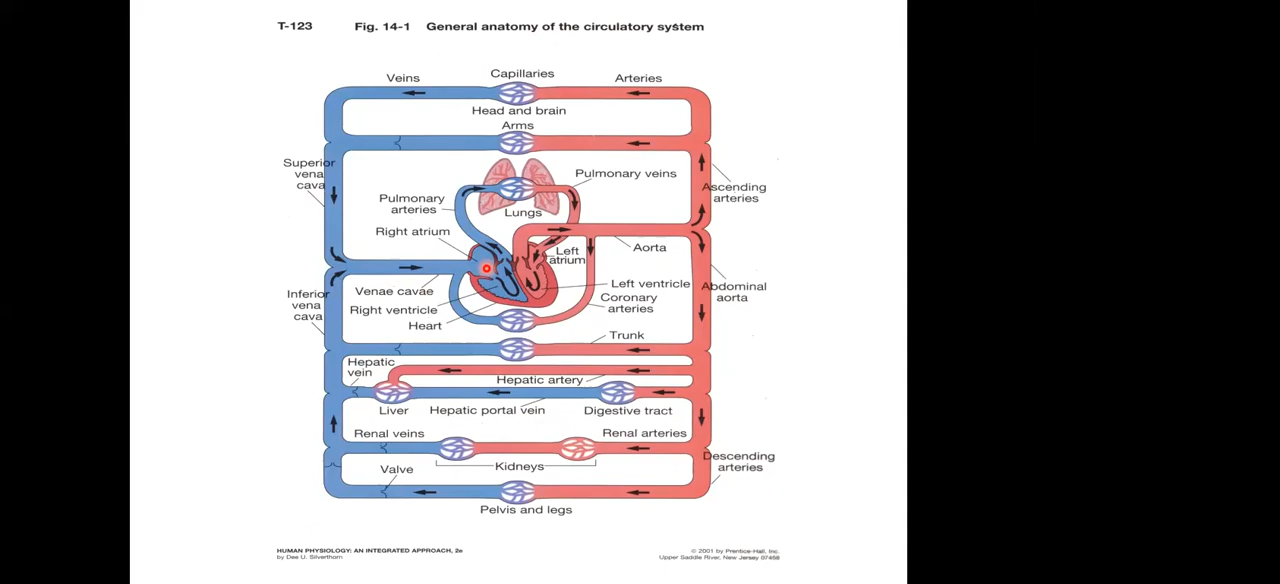 T-123 Fig. 14-1 General anatomy of the circulatory system
Veins
Capillaries
Arteries
Head and brain
Arms
Superior
vena
cava
Pulmonary veins
Pulmonary
arteries
Lungs
Ascending
arteries
Right atrium
Left
atrium
Aorta
Venae cavae
Left ventricle
Abdominal
aorta
Inferior
vena
cava
Right ventricle
Coronary
arteries
Heart
Trunk
Hepatic
vein
Hepatic artery
Liver
Hepatic portal vein
Digestive tract
Renal veins
Renal arteries
Kidneys
Descending
arteries
Valve
Pelvis and legs
HUMAN PHYSIOLOGY: AN INTEGRATED APPROACH, 2e
by Dee U. Silverthorn
© 2001 by Prentice-Hall, Inc.
Upper Saddle River, New Jersey 07458